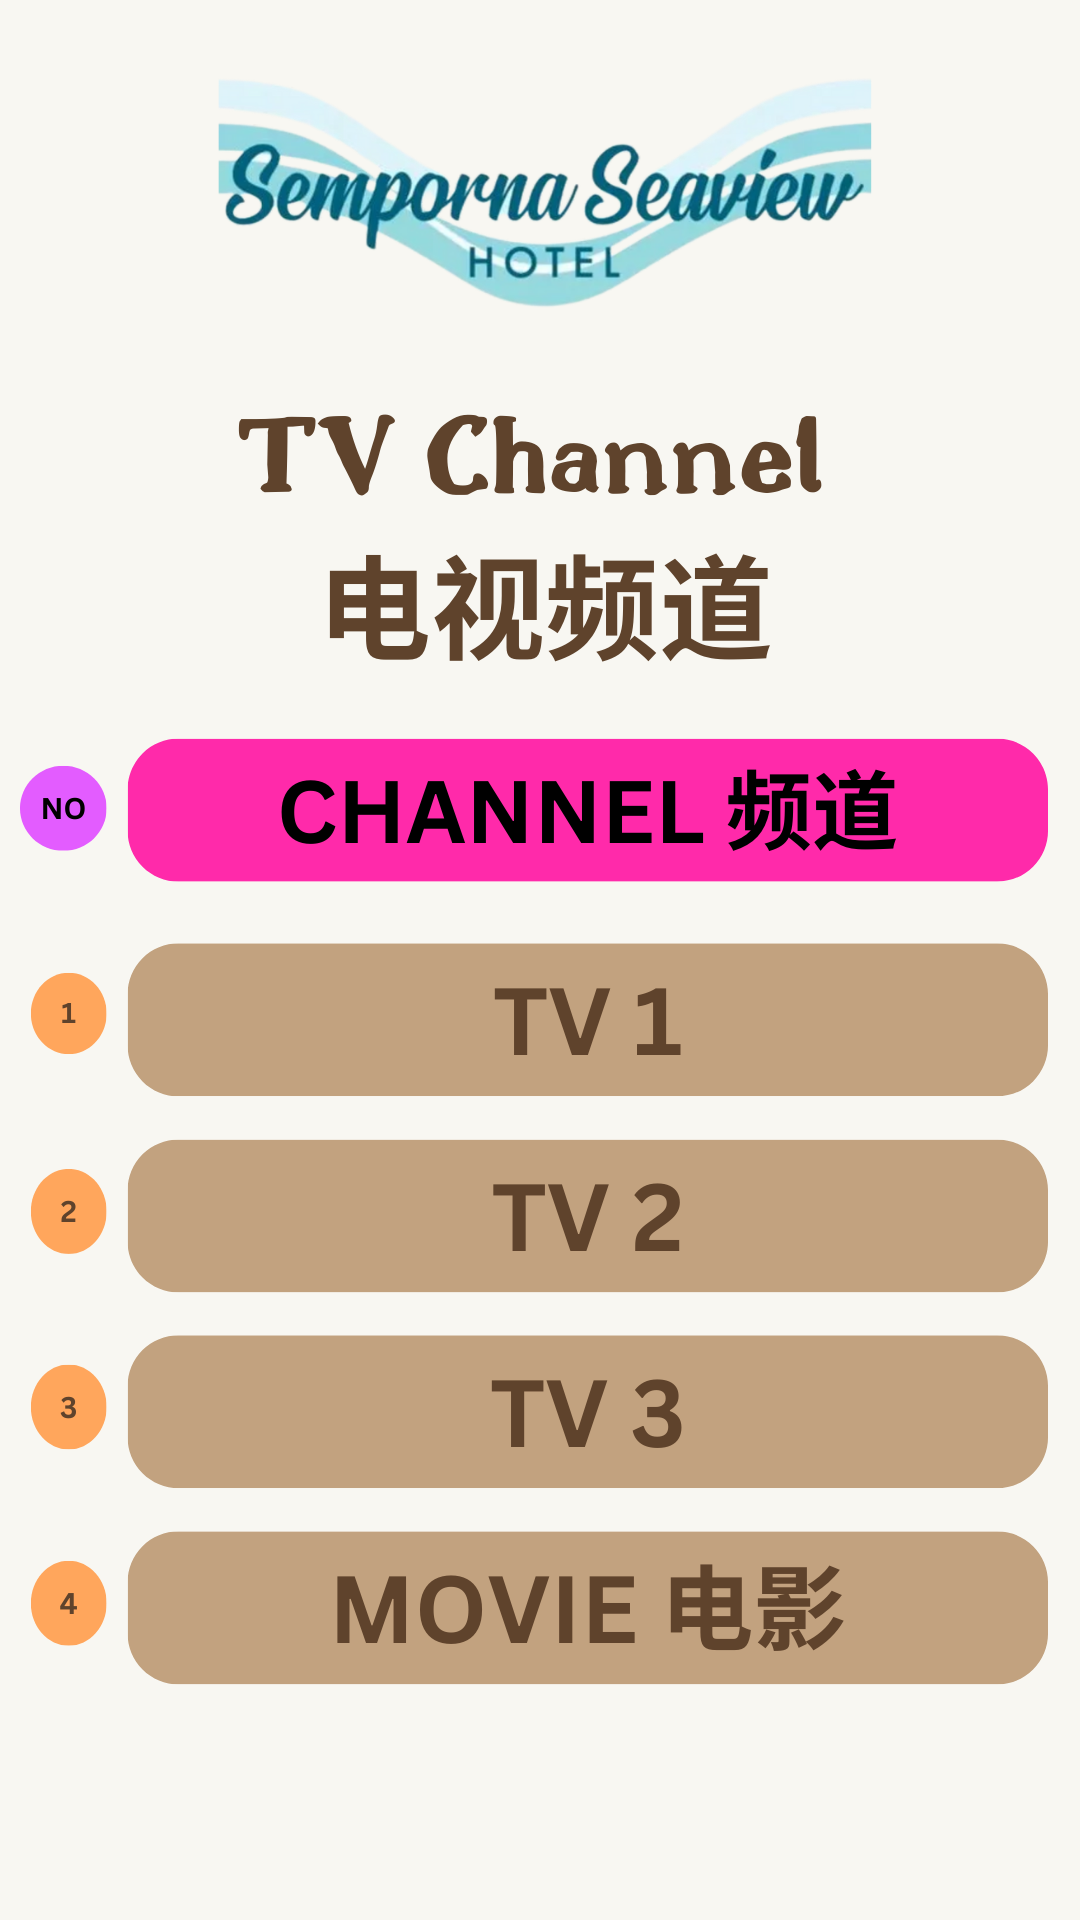 Semporna Seaview
HOTEL
TV Channel
电视频道
NO CHANNEL 频道
1 TV 1
2 TV 2
3 TV 3
4 MOVIE 电影